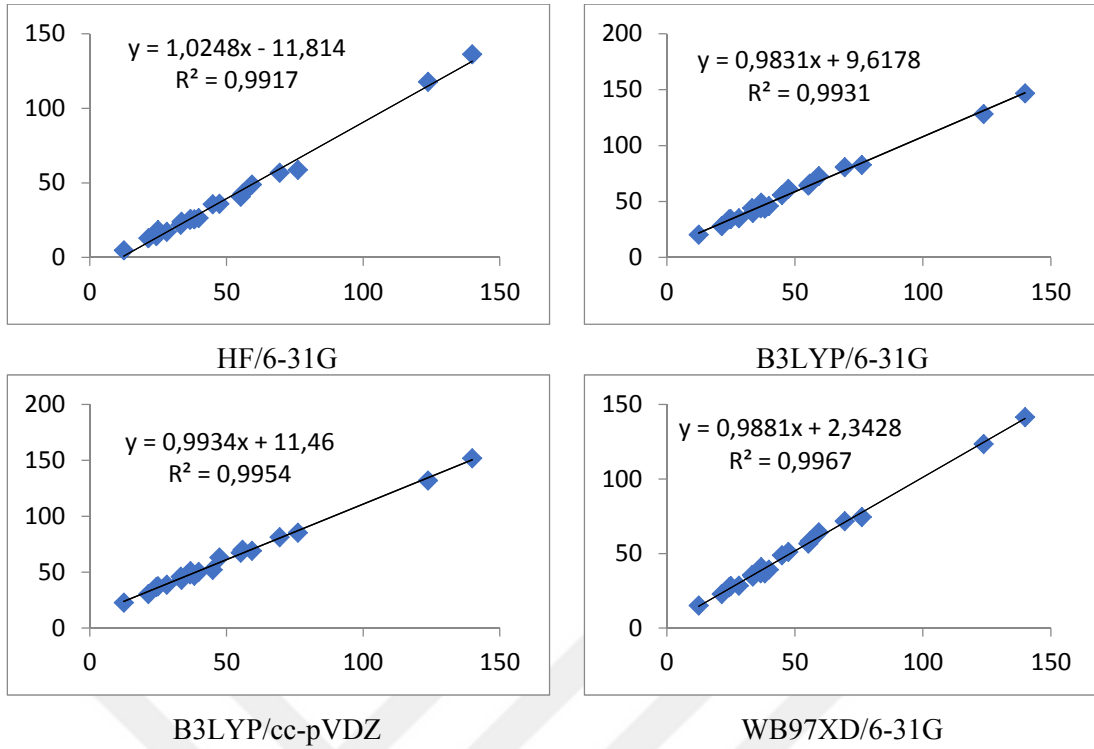 150
100
50
0
0
50
100
150
y = 1,0248x - 11,814
R² = 0,9917
HF/6-31G
200
150
100
50
0
0
50
100
150
y = 0,9831x + 9,6178
R² = 0,9931
B3LYP/6-31G
200
150
100
50
0
0
50
100
150
y = 0,9934x + 11,46
R² = 0,9954
B3LYP/cc-pVDZ
150
100
50
0
0
50
100
150
y = 0,9881x + 2,3428
R² = 0,9967
WB97XD/6-31G